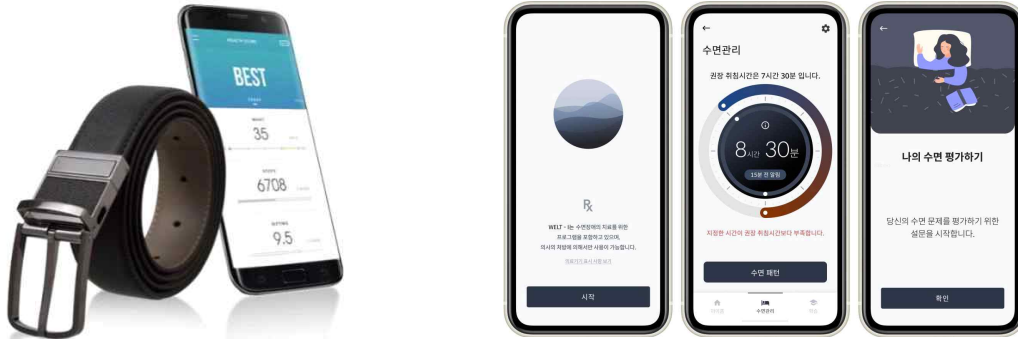 HEALTH SCORE
BEST
35
6708
9.5
Rx
WELT - I는 수면장애의 치료를 위한
프로그램을 포함하고 있으며,
의사의 처방에 의해서만 사용이 가능합니다.
시작
수면관리
권장 취침시간은 7시간 30분 입니다.
8시간 30분
15분 전 알림
지정한 시간이 권장 취침시간보다 부족합니다.
수면 패턴
수면관리
나의 수면 평가하기
당신의 수면 문제를 평가하기 위한
설문을 시작합니다.
확인